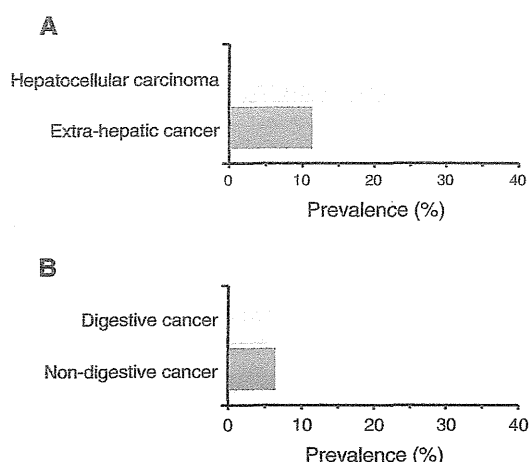 A
Hepatocellular carcinoma
Extra-hepatic cancer
0 10 20 30 40
Prevalence (%)
B
Digestive cancer
Non-digestive cancer
0 10 20 30 40
Prevalence (%)